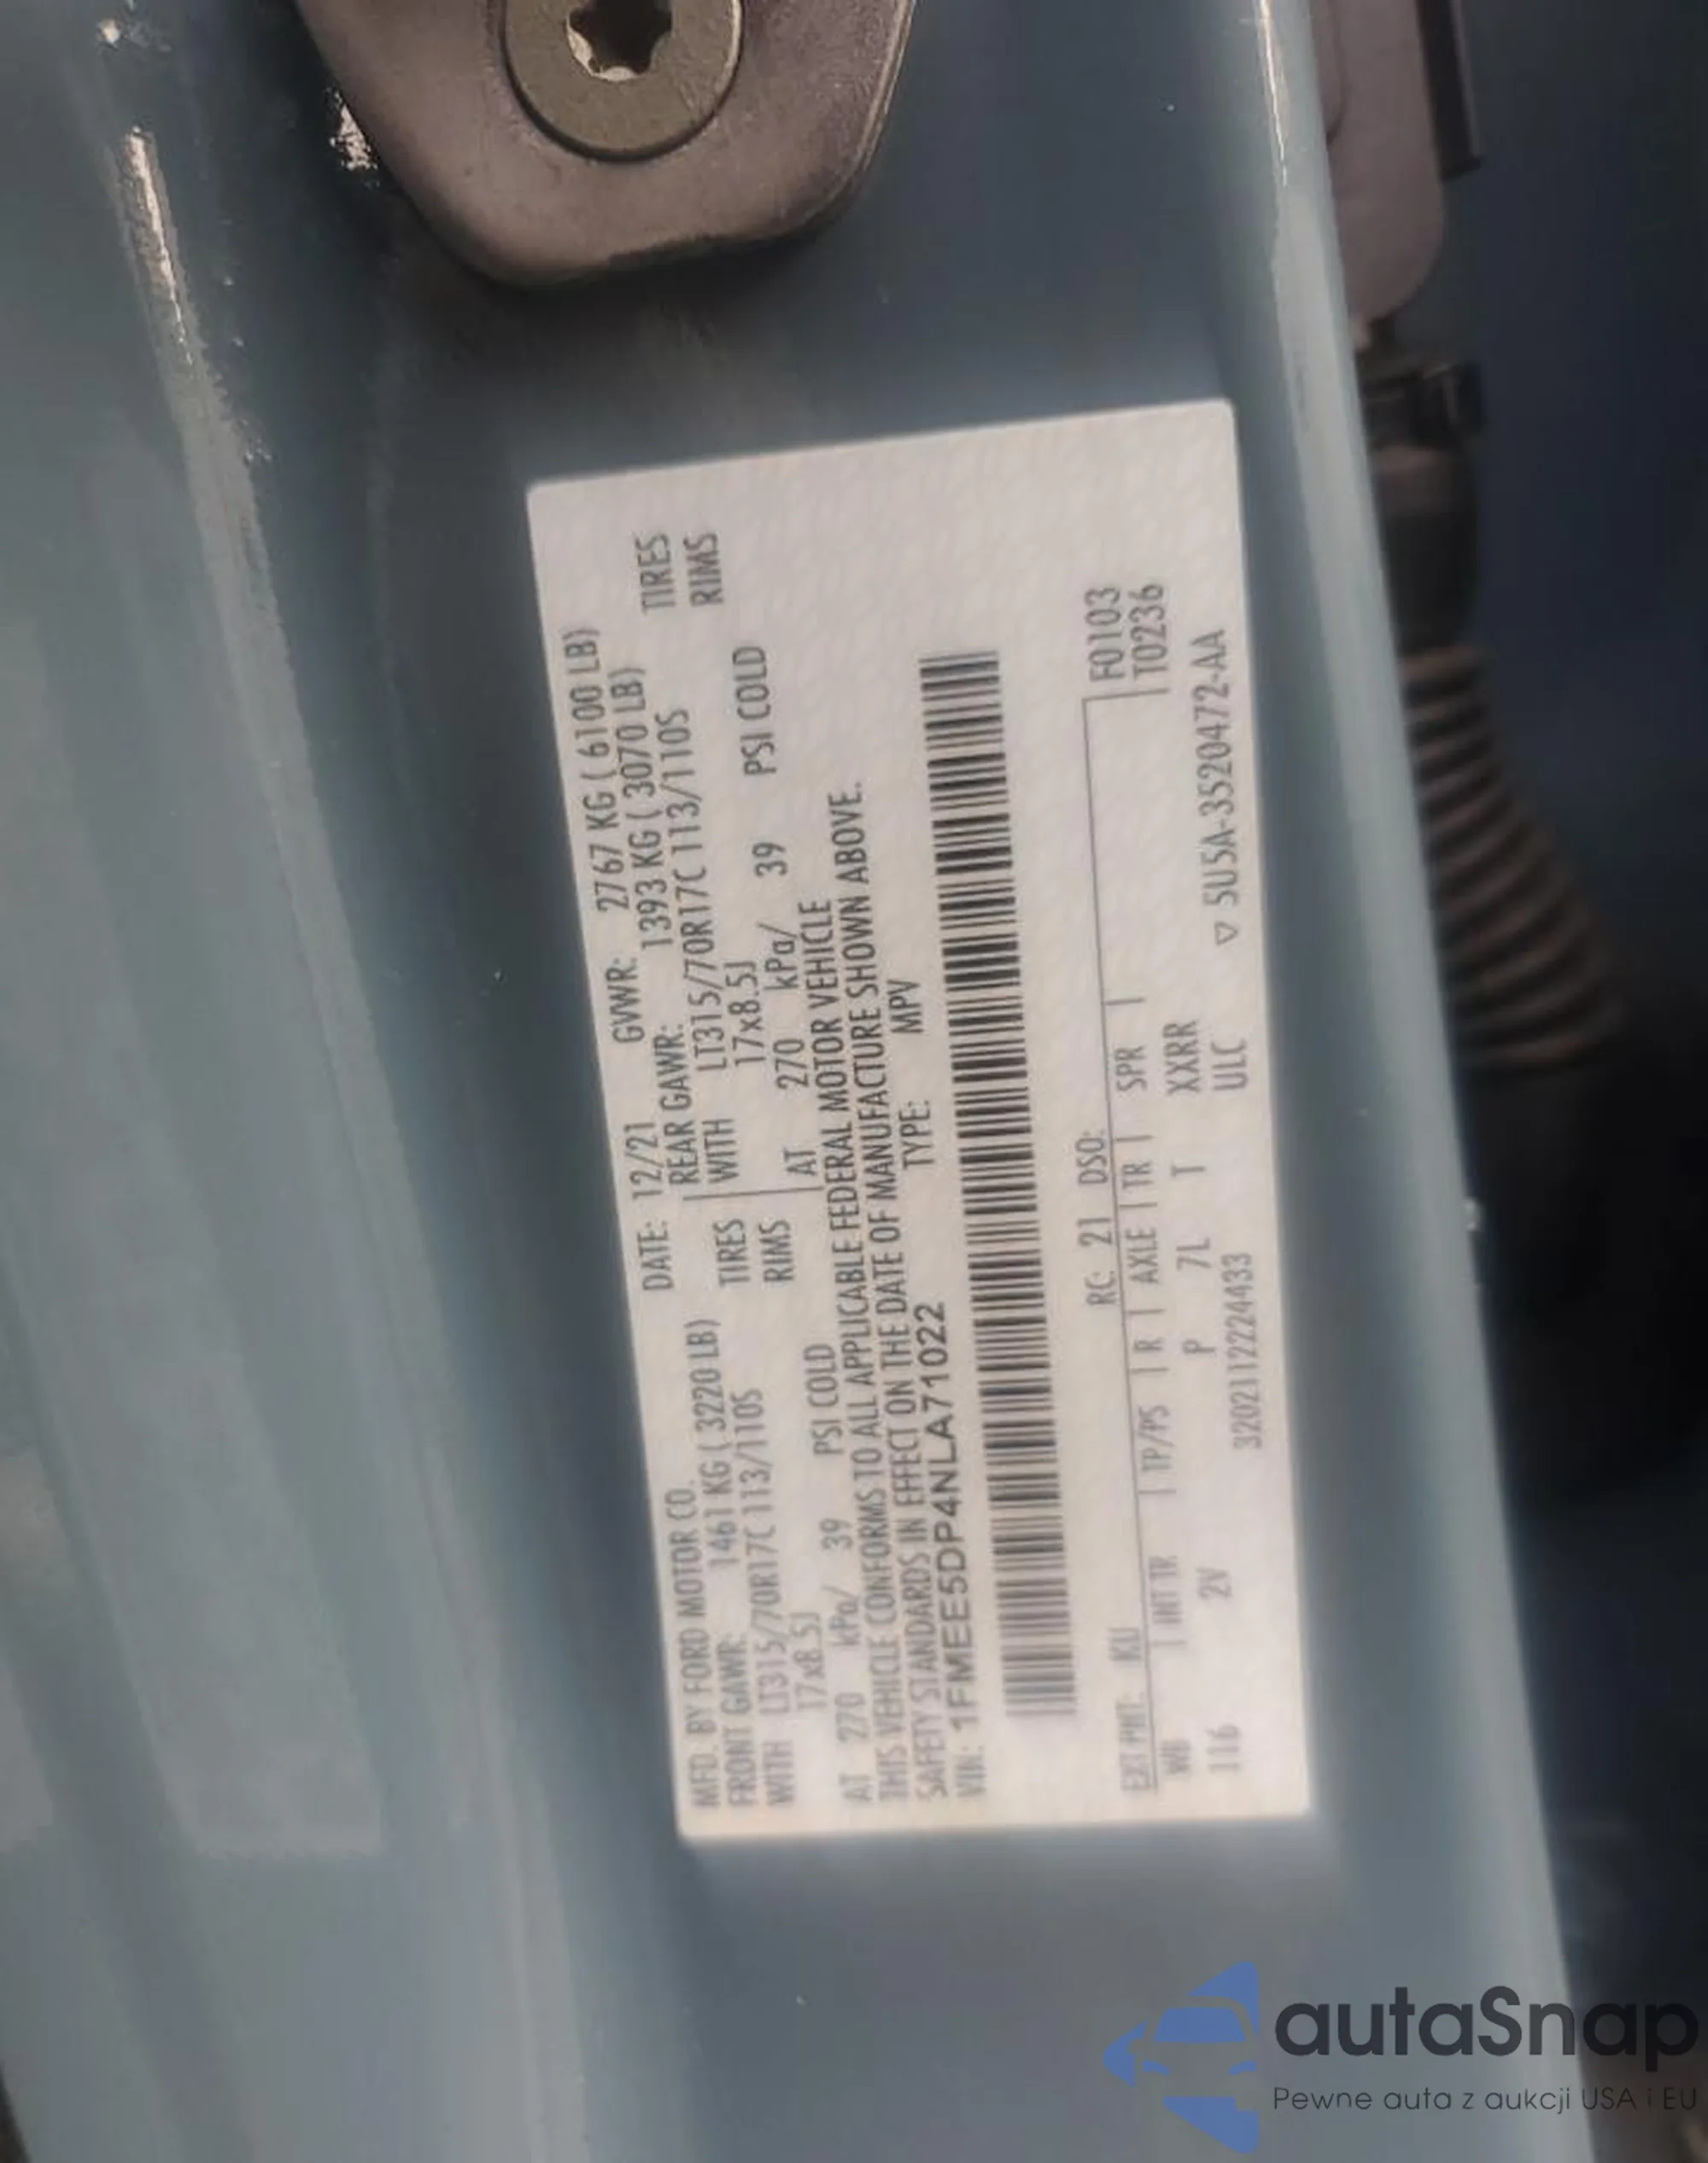 MFD. BY FORD MOTOR CO. DATE: 12/21 GVWR: 2767 KG ( 6100 LB)
FRONT GAWR: 1461 KG ( 3220 LB) REAR GAWR: 1393 KG ( 3070 LB)
WITH LT315/70R17C 113/110S TIRES WITH LT315/70R17C 113/110S TIRES
17x8.5J RIMS 17x8.5J RIMS
AT 270 kPa/ 39 PSI COLD AT 270 kPa/ 39 PSI COLD
THIS VEHICLE CONFORMS TO ALL APPLICABLE FEDERAL MOTOR VEHICLE
SAFETY STANDARDS IN EFFECT ON THE DATE OF MANUFACTURE SHOWN ABOVE.
VIN: 1FMEE5DP4NLA71022 TYPE: MPV
EXT PNT: KU RC: 21 DSO: F0103
WB INT TR TP/PS R AXLE TR SPR T0236
116 2V P 7L T XXRR
3202112224433 ULC ▽ 5U5A-3520472-AA
autaSnap
Pewne auta z aukcji USA i EU